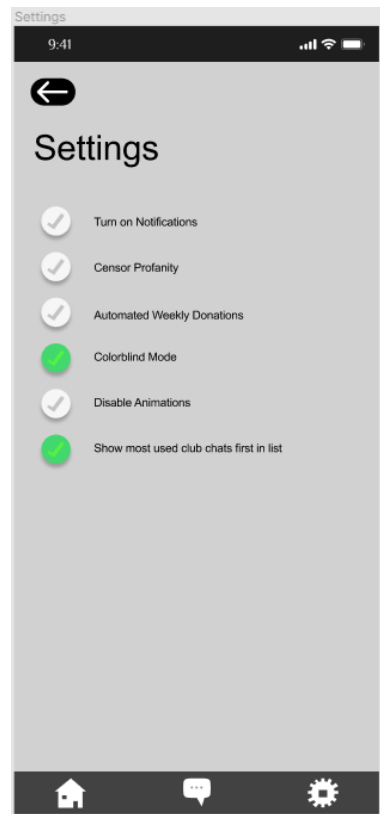 Settings
9:41
Settings
Turn on Notifications
Censor Profanity
Automated Weekly Donations
Colorblind Mode
Disable Animations
Show most used club chats first in list